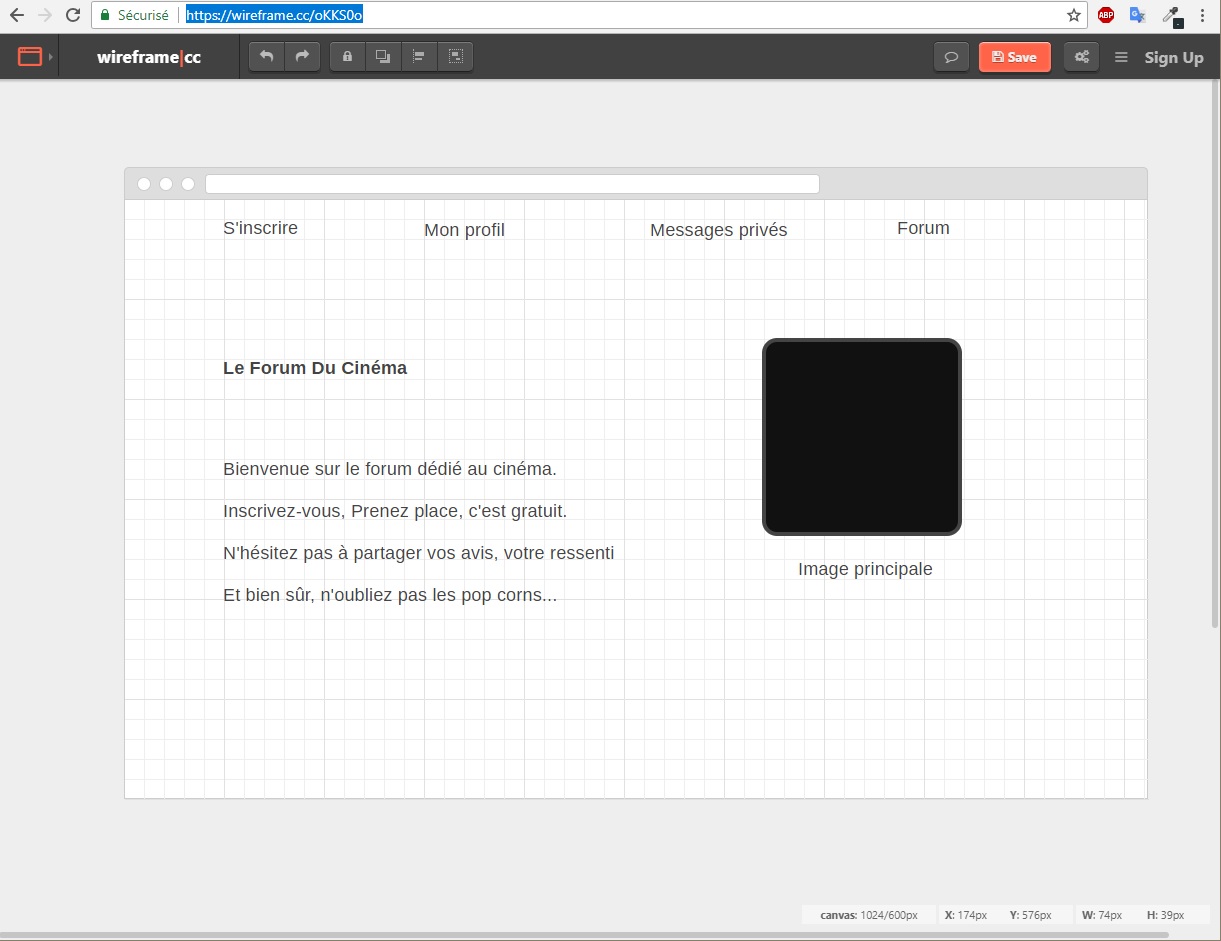 Sécurisé
https://wireframe.cc/oKKS0o
ABP
wireframe|cc
Save
Sign Up
S'inscrire
Mon profil
Messages privés
Forum
Le Forum Du Cinéma
Bienvenue sur le forum dédié au cinéma.
Inscrivez-vous, Prenez place, c'est gratuit.
N'hésitez pas à partager vos avis, votre ressenti
Et bien sûr, n'oubliez pas les pop corns...
Image principale
canvas: 1024/600px X: 174px Y: 576px W: 74px H: 39px